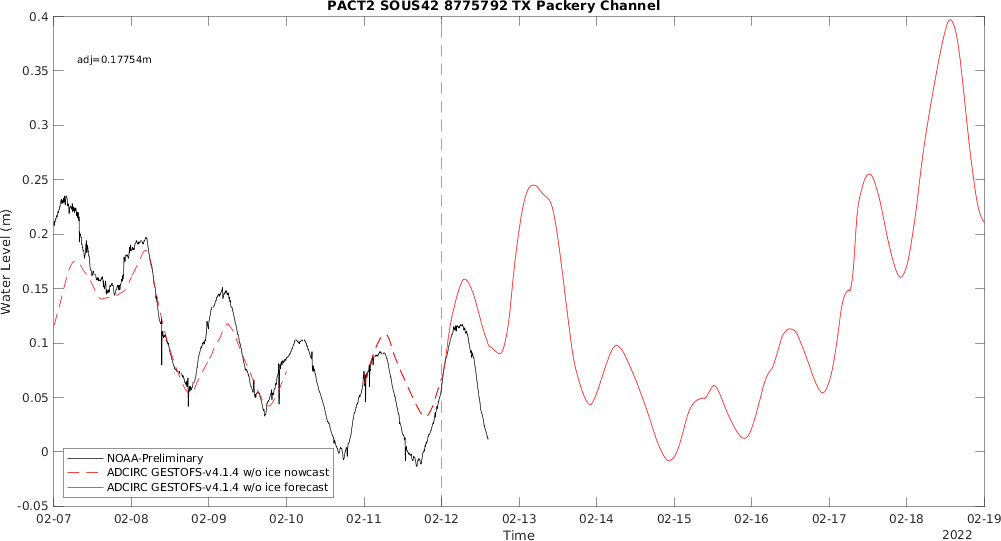 PACT2 SOUS42 8775792 TX Packery Channel
adj=0.17754m
Water Level (m)
0.4
0.35
0.3
0.25
0.2
0.15
0.1
0.05
0
-0.05
NOAA-Preliminary
ADCIRC GESTOFS-v4.1.4 w/o ice nowcast
ADCIRC GESTOFS-v4.1.4 w/o ice forecast
02-07 02-08 02-09 02-10 02-11 02-12 02-13 02-14 02-15 02-16 02-17 02-18 02-19
Time
2022